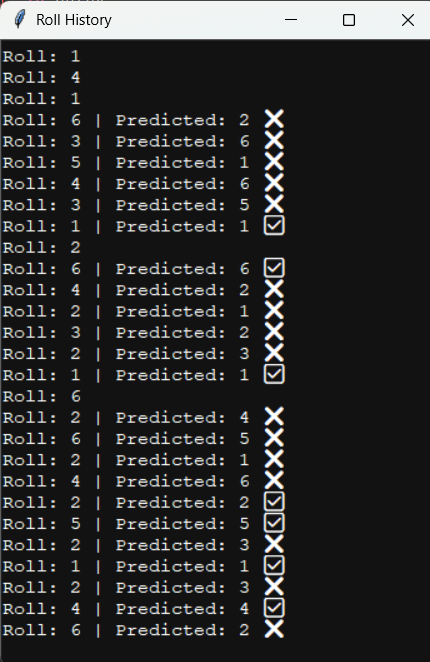 Roll History
Roll: 1
Roll: 4
Roll: 1
Roll: 6 | Predicted: 2 ❌
Roll: 3 | Predicted: 6 ❌
Roll: 5 | Predicted: 1 ❌
Roll: 4 | Predicted: 6 ❌
Roll: 3 | Predicted: 5 ❌
Roll: 1 | Predicted: 1 ✅
Roll: 2
Roll: 6 | Predicted: 6 ✅
Roll: 4 | Predicted: 2 ❌
Roll: 2 | Predicted: 1 ❌
Roll: 3 | Predicted: 2 ❌
Roll: 2 | Predicted: 3 ❌
Roll: 1 | Predicted: 1 ✅
Roll: 6
Roll: 2 | Predicted: 4 ❌
Roll: 6 | Predicted: 5 ❌
Roll: 2 | Predicted: 1 ❌
Roll: 4 | Predicted: 6 ❌
Roll: 2 | Predicted: 2 ✅
Roll: 5 | Predicted: 5 ✅
Roll: 2 | Predicted: 3 ❌
Roll: 1 | Predicted: 1 ✅
Roll: 2 | Predicted: 3 ❌
Roll: 4 | Predicted: 4 ✅
Roll: 6 | Predicted: 2 ❌